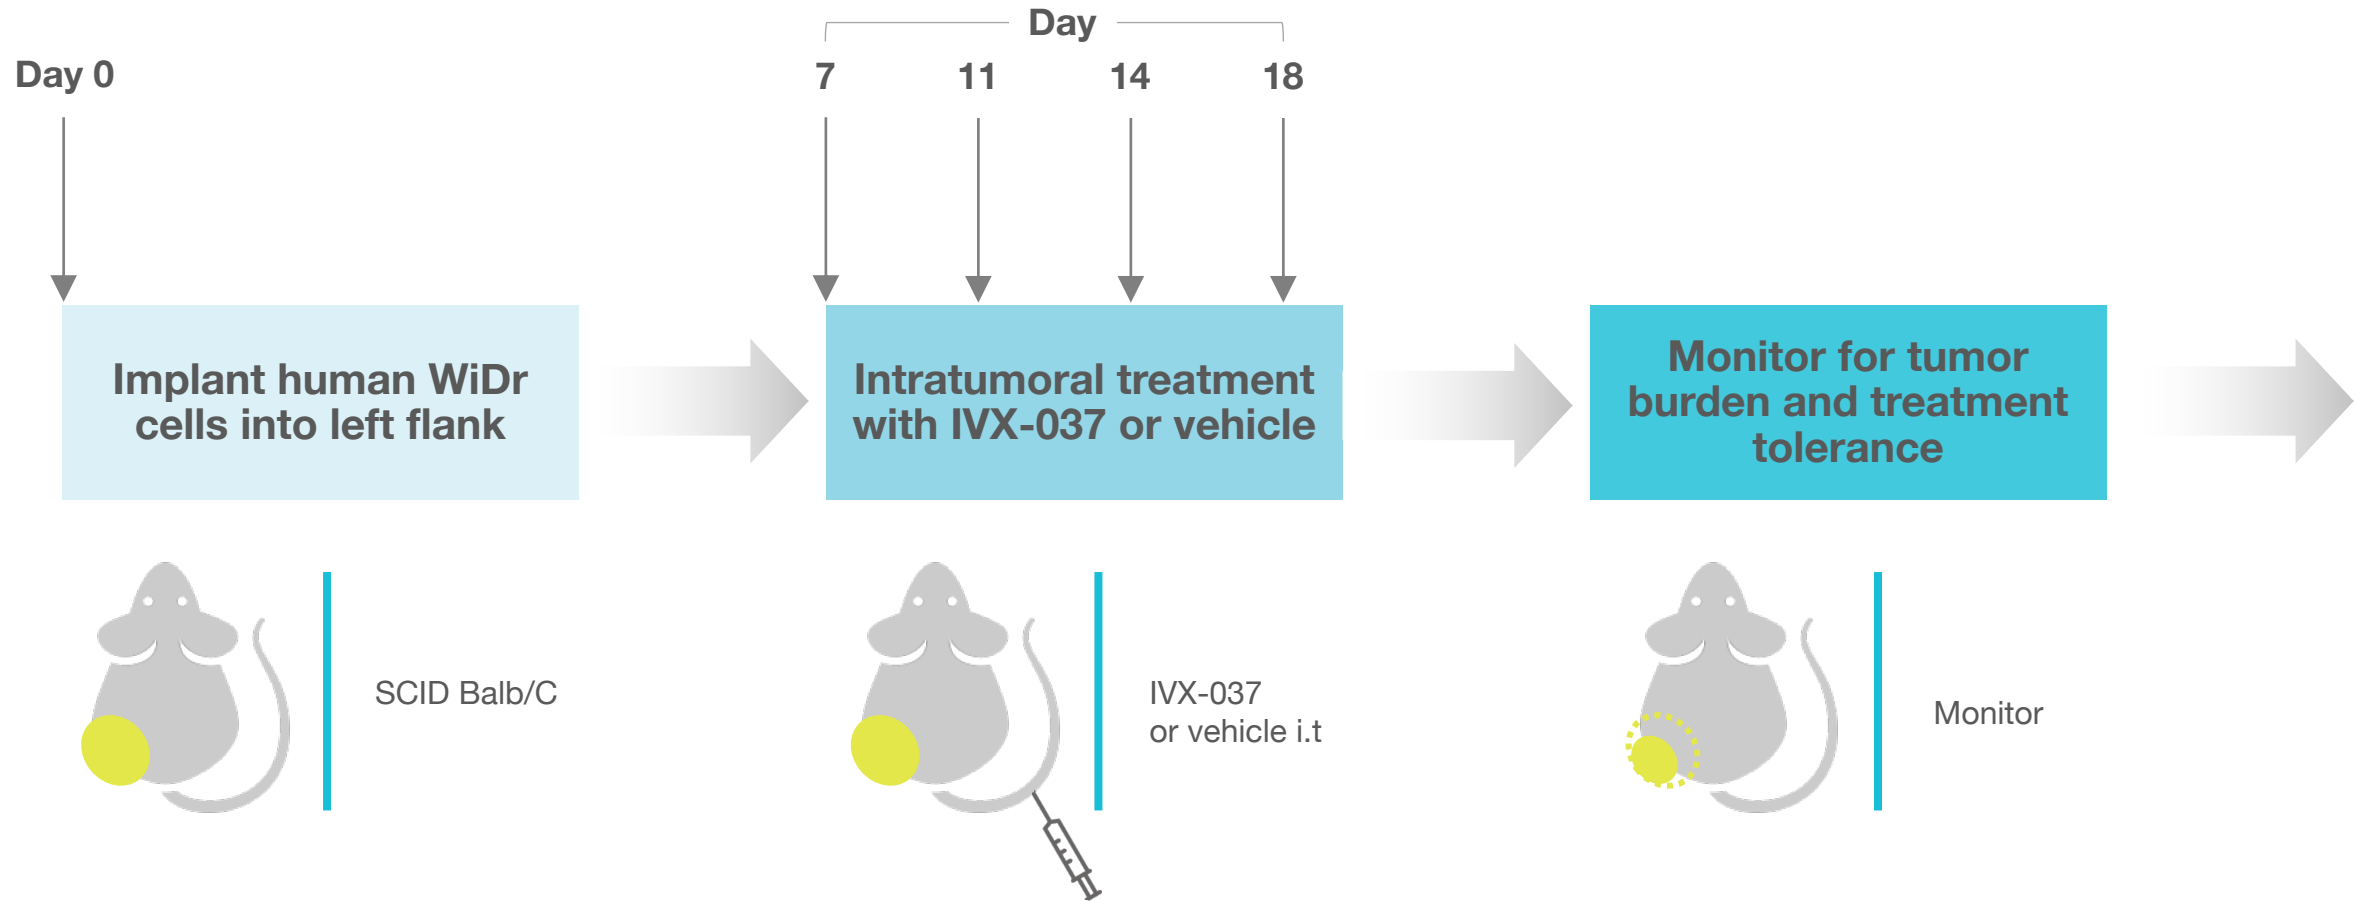 Day
Day 0
7 11 14 18
Implant human WiDr
cells into left flank
Intratumoral treatment
with IVX-037 or vehicle
Monitor for tumor
burden and treatment
tolerance
SCID Balb/C
IVX-037
or vehicle i.t
Monitor